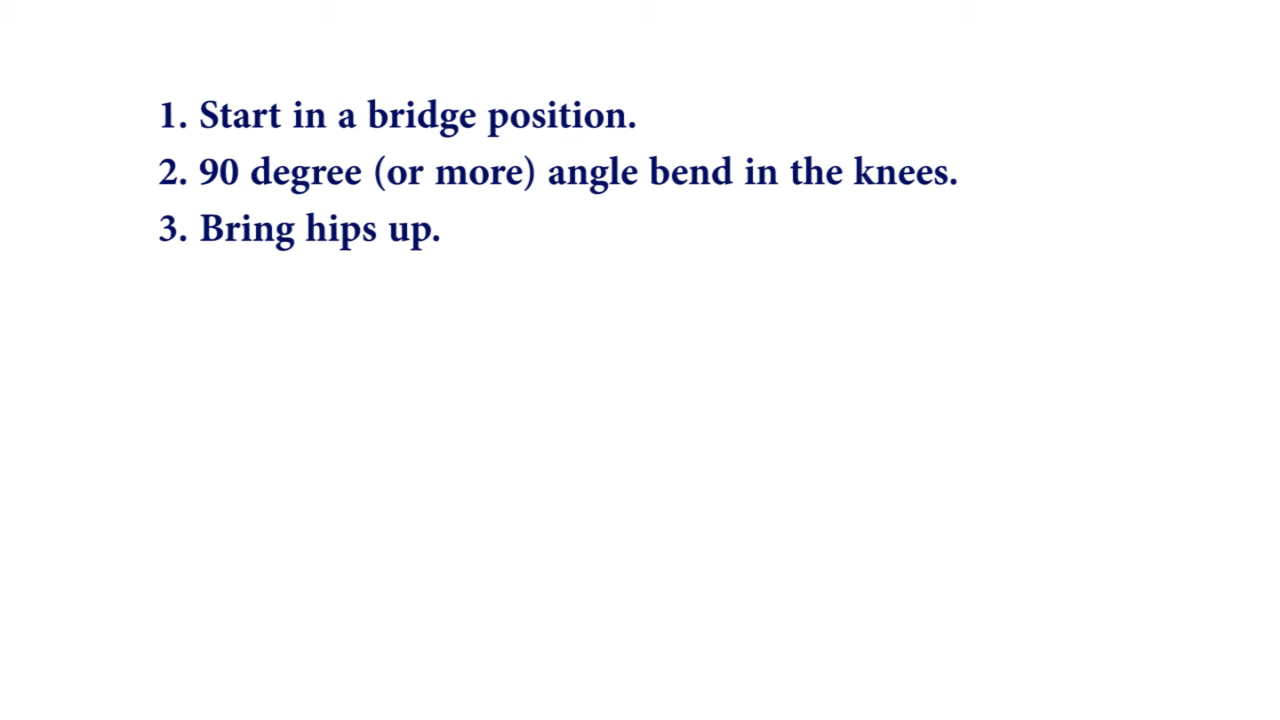 1. Start in a bridge position.
2. 90 degree (or more) angle bend in the knees.
3. Bring hips up.